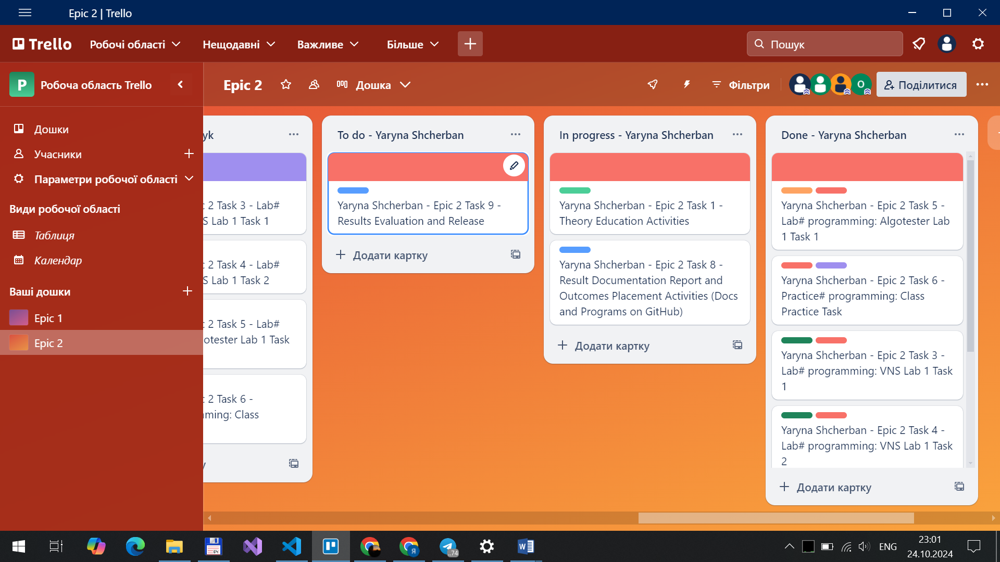 Epic 2 | Trello
Trello
Робочі області
Нещодавні
Важливе
Більше
Пошук
P
Робоча область Trello
Epic 2
Дошка
Фільтри
O
Поділитися
Дошки
Учасники
Параметри робочої області
Види робочої області
Таблиця
Календар
Ваші дошки
Epic 1
Epic 2
yk
2 Task 3 - Lab#
S Lab 1 Task 1
2 Task 4 - Lab#
S Lab 1 Task 2
2 Task 5 - Lab#
otester Lab 1 Task
2 Task 6 -
ming: Class
у
To do - Yaryna Shcherban
Yaryna Shcherban - Epic 2 Task 9 -
Results Evaluation and Release
Додати картку
In progress - Yaryna Shcherban
Yaryna Shcherban - Epic 2 Task 1 -
Theory Education Activities
Yaryna Shcherban - Epic 2 Task 8 -
Result Documentation Report and
Outcomes Placement Activities (Docs
and Programs on GitHub)
Додати картку
Done - Yaryna Shcherban
Yaryna Shcherban - Epic 2 Task 5 -
Lab# programming: Algotester Lab
1 Task 1
Yaryna Shcherban - Epic 2 Task 6 -
Practice# programming: Class
Practice Task
Yaryna Shcherban - Epic 2 Task 3 -
Lab# programming: VNS Lab 1 Task
1
Yaryna Shcherban - Epic 2 Task 4 -
Lab# programming: VNS Lab 1 Task
2
Додати картку
64
Я
..74
ENG
23:01
24.10.2024